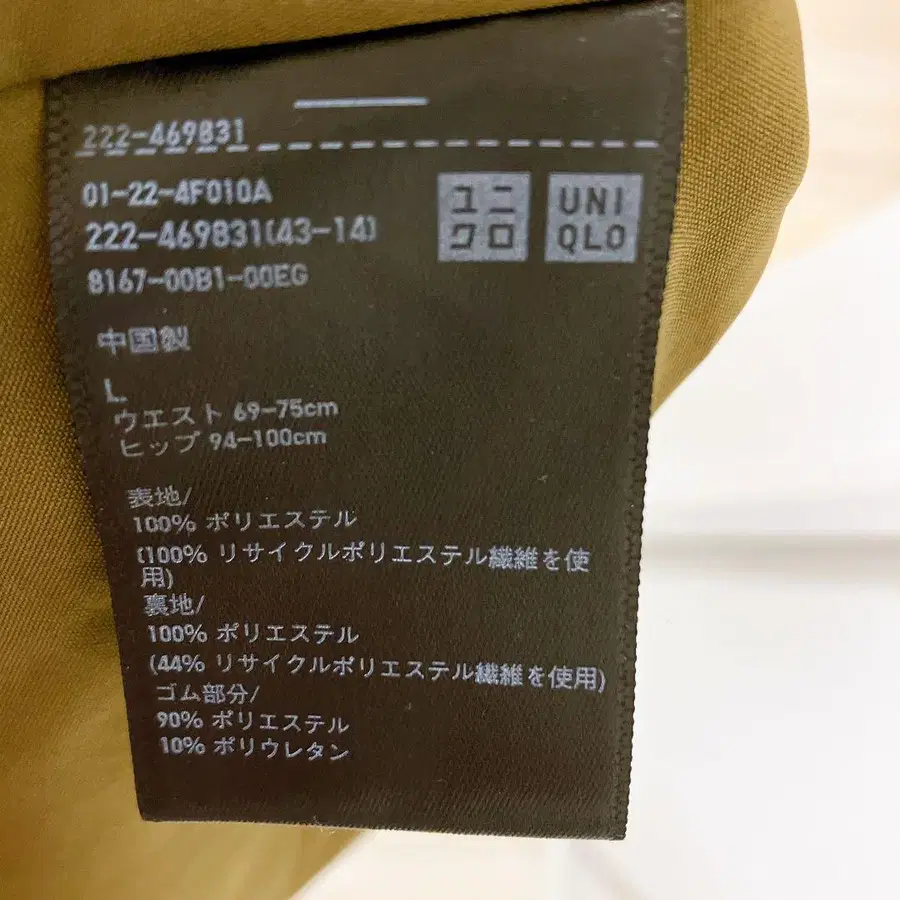 222-469831
01-22-4F010A
222-469831(43-14)
8167-00B1-00EG
ユニ
クロ
UNI
QLO
中国製
L
ウエスト 69-75cm
ヒップ 94-100cm
表地/
100% ポリエステル
(100% リサイクルポリエステル繊維を使
用)
裏地/
100% ポリエステル
(44% リサイクルポリエステル繊維を使用)
ゴム部分/
90% ポリエステル
10% ポリウレタン